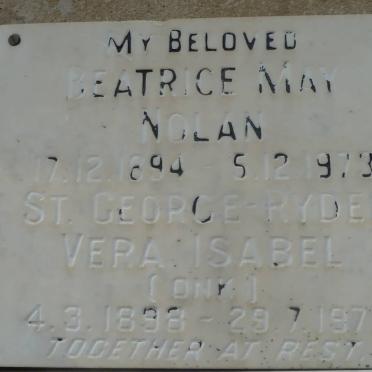 MY BELOVED
BEATRICE MAY
NOLAN
17.12.1894 - 5.12.1973
ST. GEORGE-RYDE
VERA ISABEL
(ONK)
4.3.1898 - 29.7.197
TOGETHER AT REST.